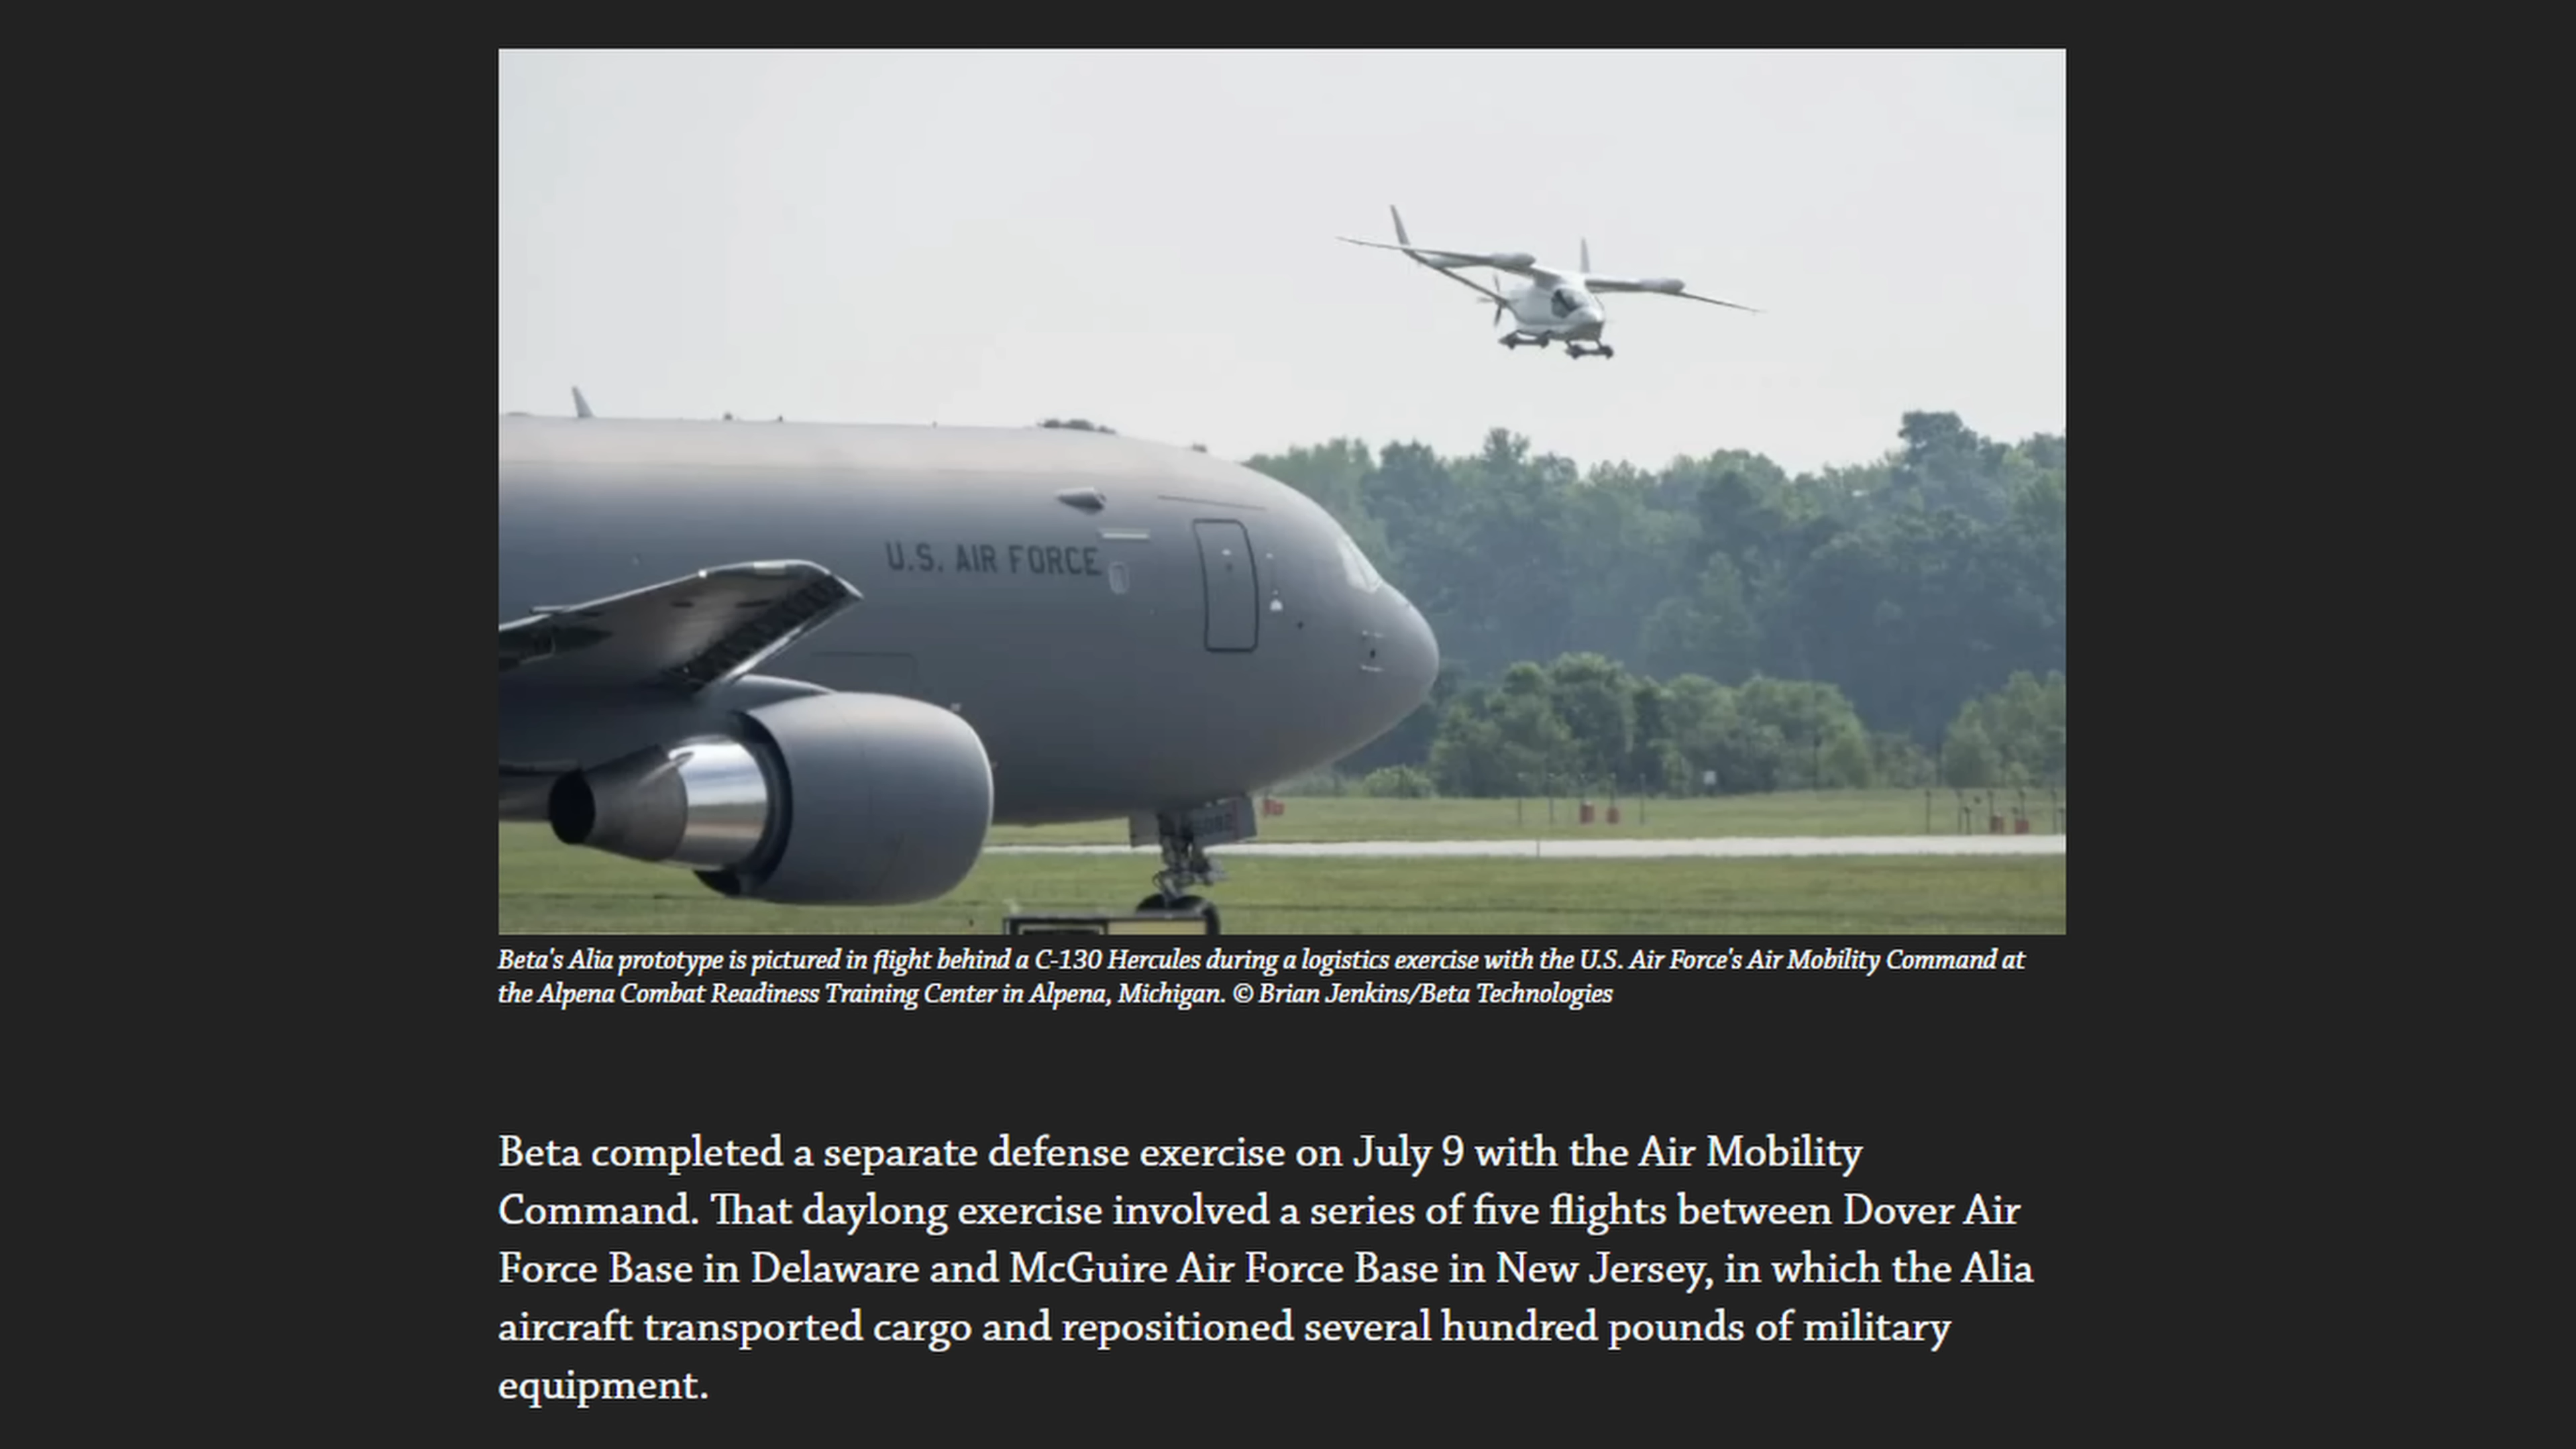 U.S. AIR FORCE
Beta's Alia prototype is pictured in flight behind a C-130 Hercules during a logistics exercise with the U.S. Air Force's Air Mobility Command at
the Alpena Combat Readiness Training Center in Alpena, Michigan. © Brian Jenkins/Beta Technologies
Beta completed a separate defense exercise on July 9 with the Air Mobility
Command. That daylong exercise involved a series of five flights between Dover Air
Force Base in Delaware and McGuire Air Force Base in New Jersey, in which the Alia
aircraft transported cargo and repositioned several hundred pounds of military
equipment.